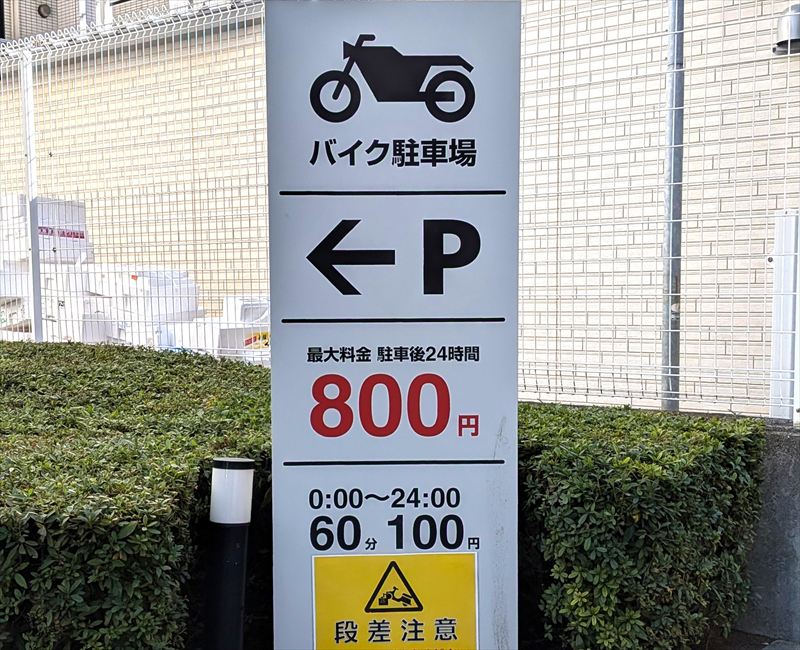 バイク駐車場
← P
最大料金 駐車後24時間
800円
0:00～24:00
60分 100円
段差注意